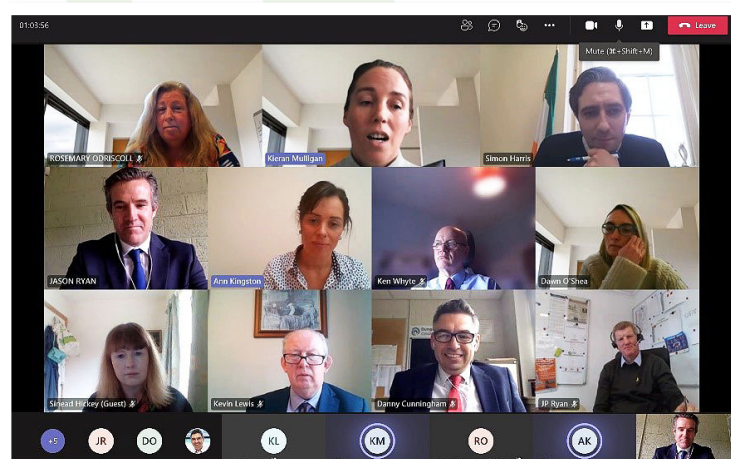 01:03:56
Leave
Mute (⌘+Shift+M)
ROSEMARY ODRISCOLL
Kieran Mulligan
Simon Harris
JASON RYAN
Ann Kingston
Ken Whyte
Dawn O'Shea
Sinead Hickey (Guest)
Kevin Lewis
Danny Cunningham
JP Ryan
+5
JR
DO
KL
KM
RO
AK